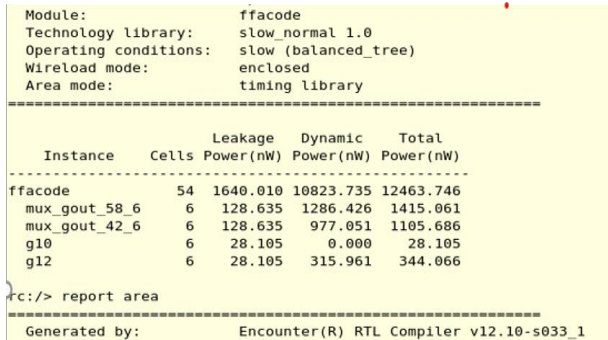 Module: ffacode
Technology library: slow_normal 1.0
Operating conditions: slow (balanced_tree)
Wireload mode: enclosed
Area mode: timing library
============================================================
Leakage Dynamic Total
Instance Cells Power(nW) Power(nW) Power(nW)
----------------------------------------------------
ffacode 54 1640.010 10823.735 12463.746
mux_gout_58_6 6 128.635 1286.426 1415.061
mux_gout_42_6 6 128.635 977.051 1105.686
g10 6 28.105 0.000 28.105
g12 6 28.105 315.961 344.066
rc:/> report area
============================================================
Generated by: Encounter(R) RTL Compiler v12.10-s033_1